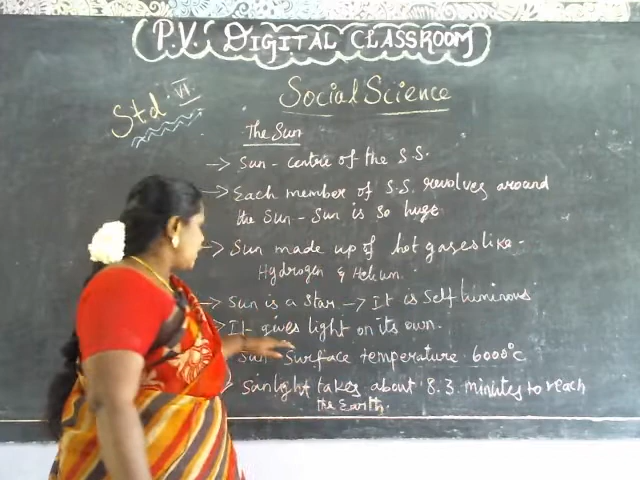 P.V. DIGITAL CLASSROOM
Std. VI.
Social Science
The Sun
→ Sun - centre of the S.S.
→ Each member of S.S. revolves around
the Sun - Sun is so huge.
→ Sun made up of hot gases like -
Hydrogen & Helium.
→ Sun is a Star → It is Self luminous
→ It gives light on its own.
Sun Surface temperature 6000°c
Sunlight takes about 8.3 minutes to reach
the Earth.